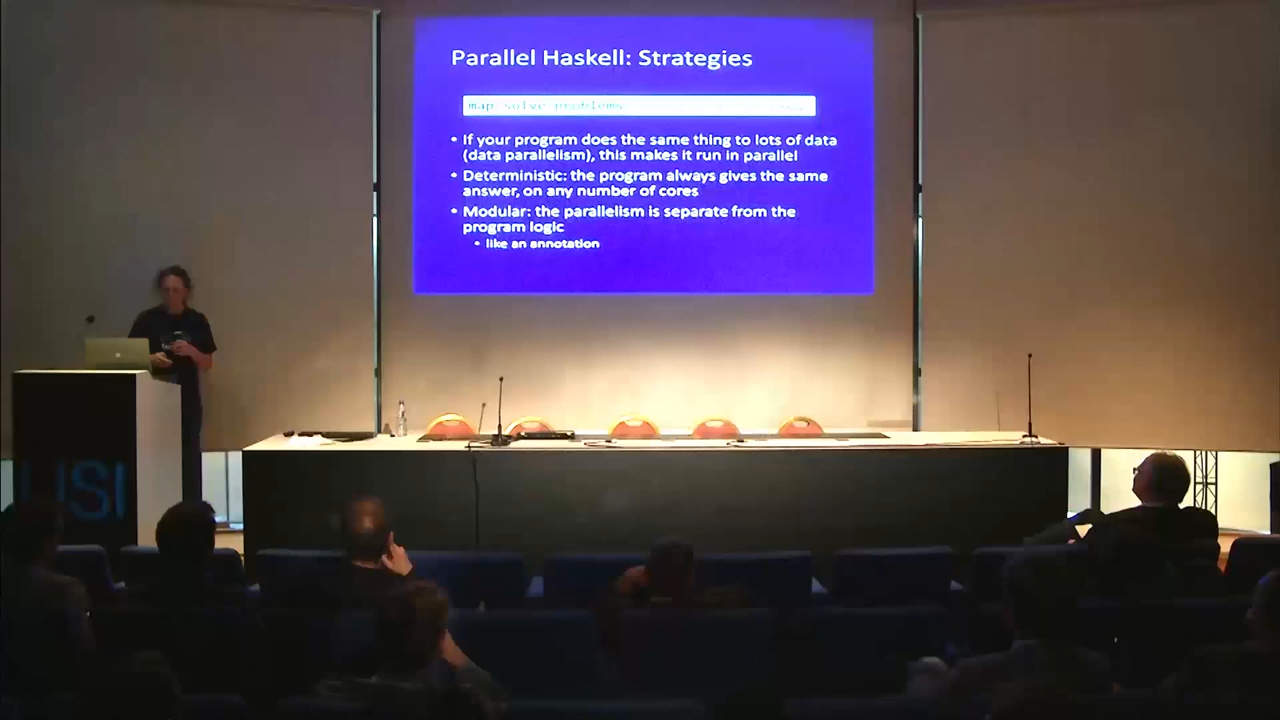 Parallel Haskell: Strategies
map solve problems
• If your program does the same thing to lots of data
(data parallelism), this makes it run in parallel
• Deterministic: the program always gives the same
answer, on any number of cores
• Modular: the parallelism is separate from the
program logic
• like an annotation
USI